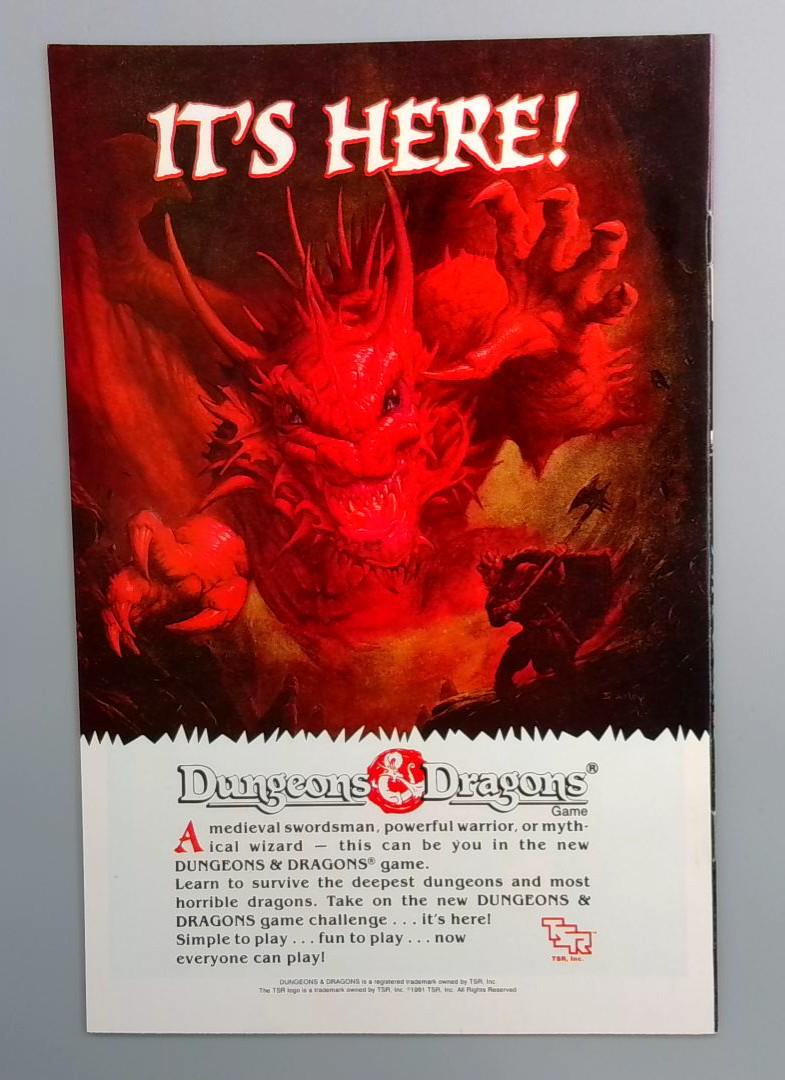 IT'S HERE!
Dungeons & Dragons®
Game
A medieval swordsman, powerful warrior, or myth-
ical wizard — this can be you in the new
DUNGEONS & DRAGONS® game.
Learn to survive the deepest dungeons and most
horrible dragons. Take on the new DUNGEONS &
DRAGONS game challenge . . . it's here!
Simple to play . . . fun to play . . . now
everyone can play!
TSR™
TSR, Inc.
DUNGEONS & DRAGONS is a registered trademark owned by TSR, Inc.
The TSR logo is a trademark owned by TSR, Inc. ©1991 TSR, Inc. All Rights Reserved